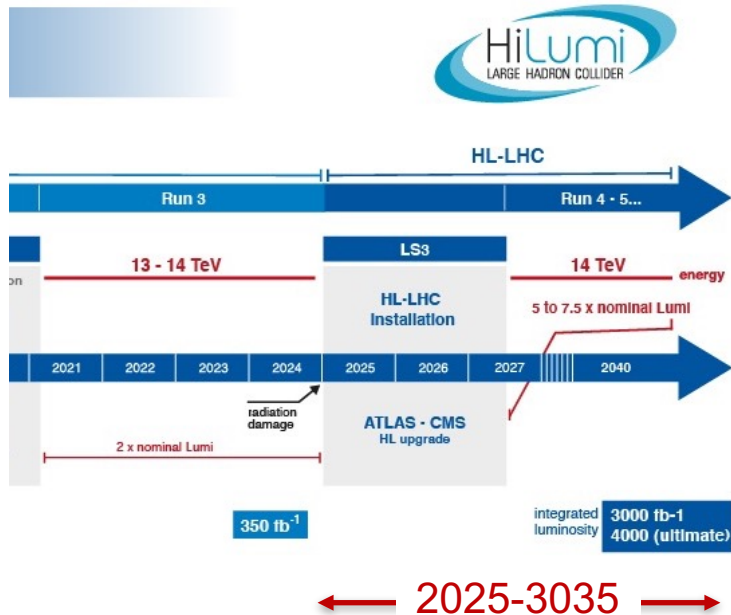 HiLumi
LARGE HADRON COLLIDER
HL-LHC
Run 3
Run 4 - 5...
LS3
13 - 14 TeV
14 TeV
energy
on
HL-LHC
Installation
5 to 7.5 x nominal Lumi
2021 2022 2023 2024 2025 2026 2027 2040
radiation
damage
ATLAS - CMS
HL upgrade
2 x nominal Lumi
350 fb-1
integrated
luminosity
3000 fb-1
4000 (ultimate)
2025-3035